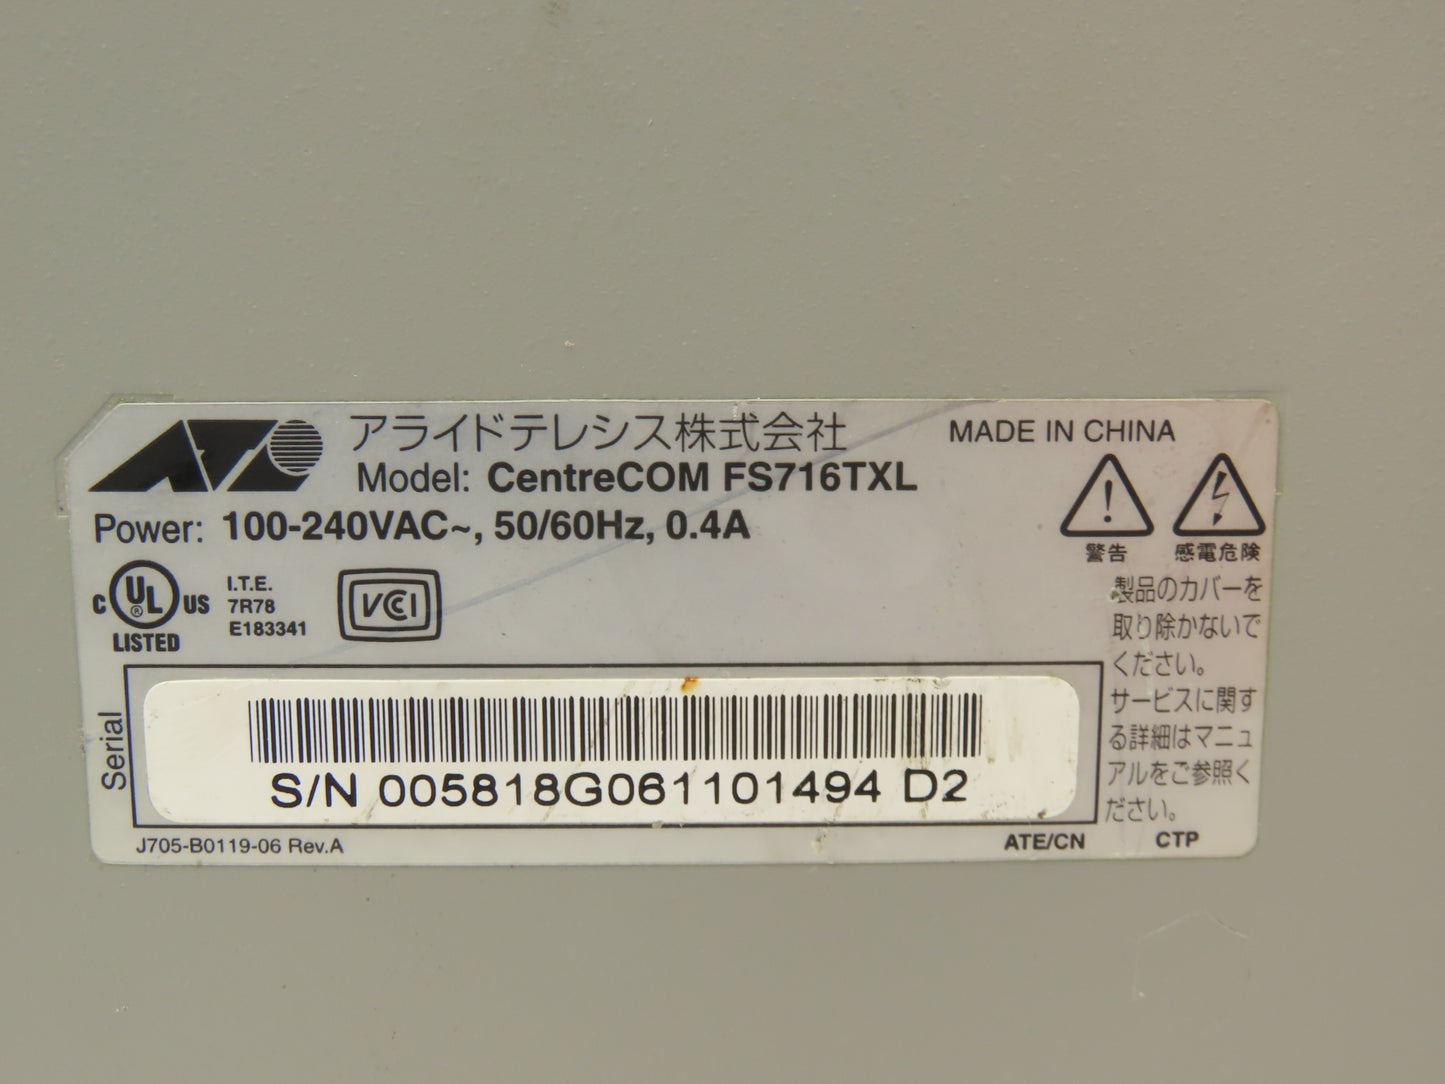 アライドテレシス株式会社
Model: CentreCOM FS716TXL
Power: 100-240VAC~, 50/60Hz, 0.4A
MADE IN CHINA
警告
感電危険
C UL ® US
LISTED
I.T.E.
7R78
E183341
VCCI
製品のカバーを
取り除かないで
ください。
サービスに関す
る詳細はマニュ
アルをご参照く
ださい。
Serial
S/N 005818G061101494 D2
J705-B0119-06 Rev.A
ATE/CN
CTP